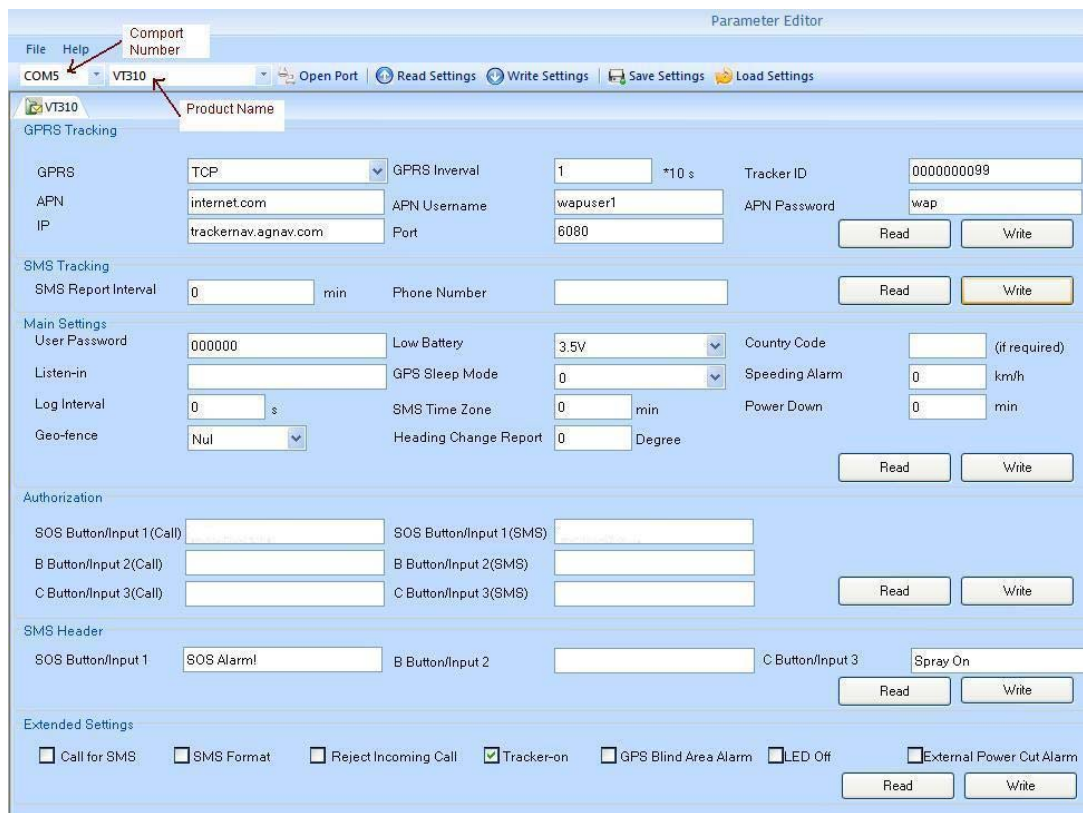 Parameter Editor
Comport
Number
File Help
COM5 VT310 Open Port Read Settings Write Settings Save Settings Load Settings
VT310
Product Name
GPRS Tracking
GPRS TCP GPRS Inverval 1 *10 s Tracker ID 0000000099
APN internet.com APN Username wapuser1 APN Password wap
IP trackernav.agnav.com Port 6080 Read Write
SMS Tracking
SMS Report Interval 0 min Phone Number Read Write
Main Settings
User Password 000000 Low Battery 3.5V Country Code (if required)
Listen-in GPS Sleep Mode 0 Speeding Alarm 0 km/h
Log Interval 0 s SMS Time Zone 0 min Power Down 0 min
Geo-fence Nul Heading Change Report 0 Degree
Read Write
Authorization
SOS Button/Input 1(Call) SOS Button/Input 1(SMS)
B Button/Input 2(Call) B Button/Input 2(SMS)
C Button/Input 3(Call) C Button/Input 3(SMS) Read Write
SMS Header
SOS Button/Input 1 SOS Alarm! B Button/Input 2 C Button/Input 3 Spray On
Read Write
Extended Settings
Call for SMS SMS Format Reject Incoming Call Tracker-on GPS Blind Area Alarm LED Off External Power Cut Alarm
Read Write